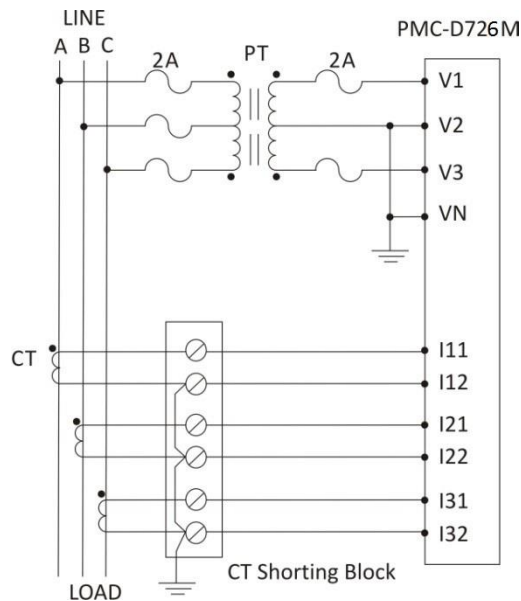 LINE
A B C
2A
PT
2A
PMC-D726M
V1
V2
V3
VN
CT
I11
I12
I21
I22
I31
I32
CT Shorting Block
LOAD